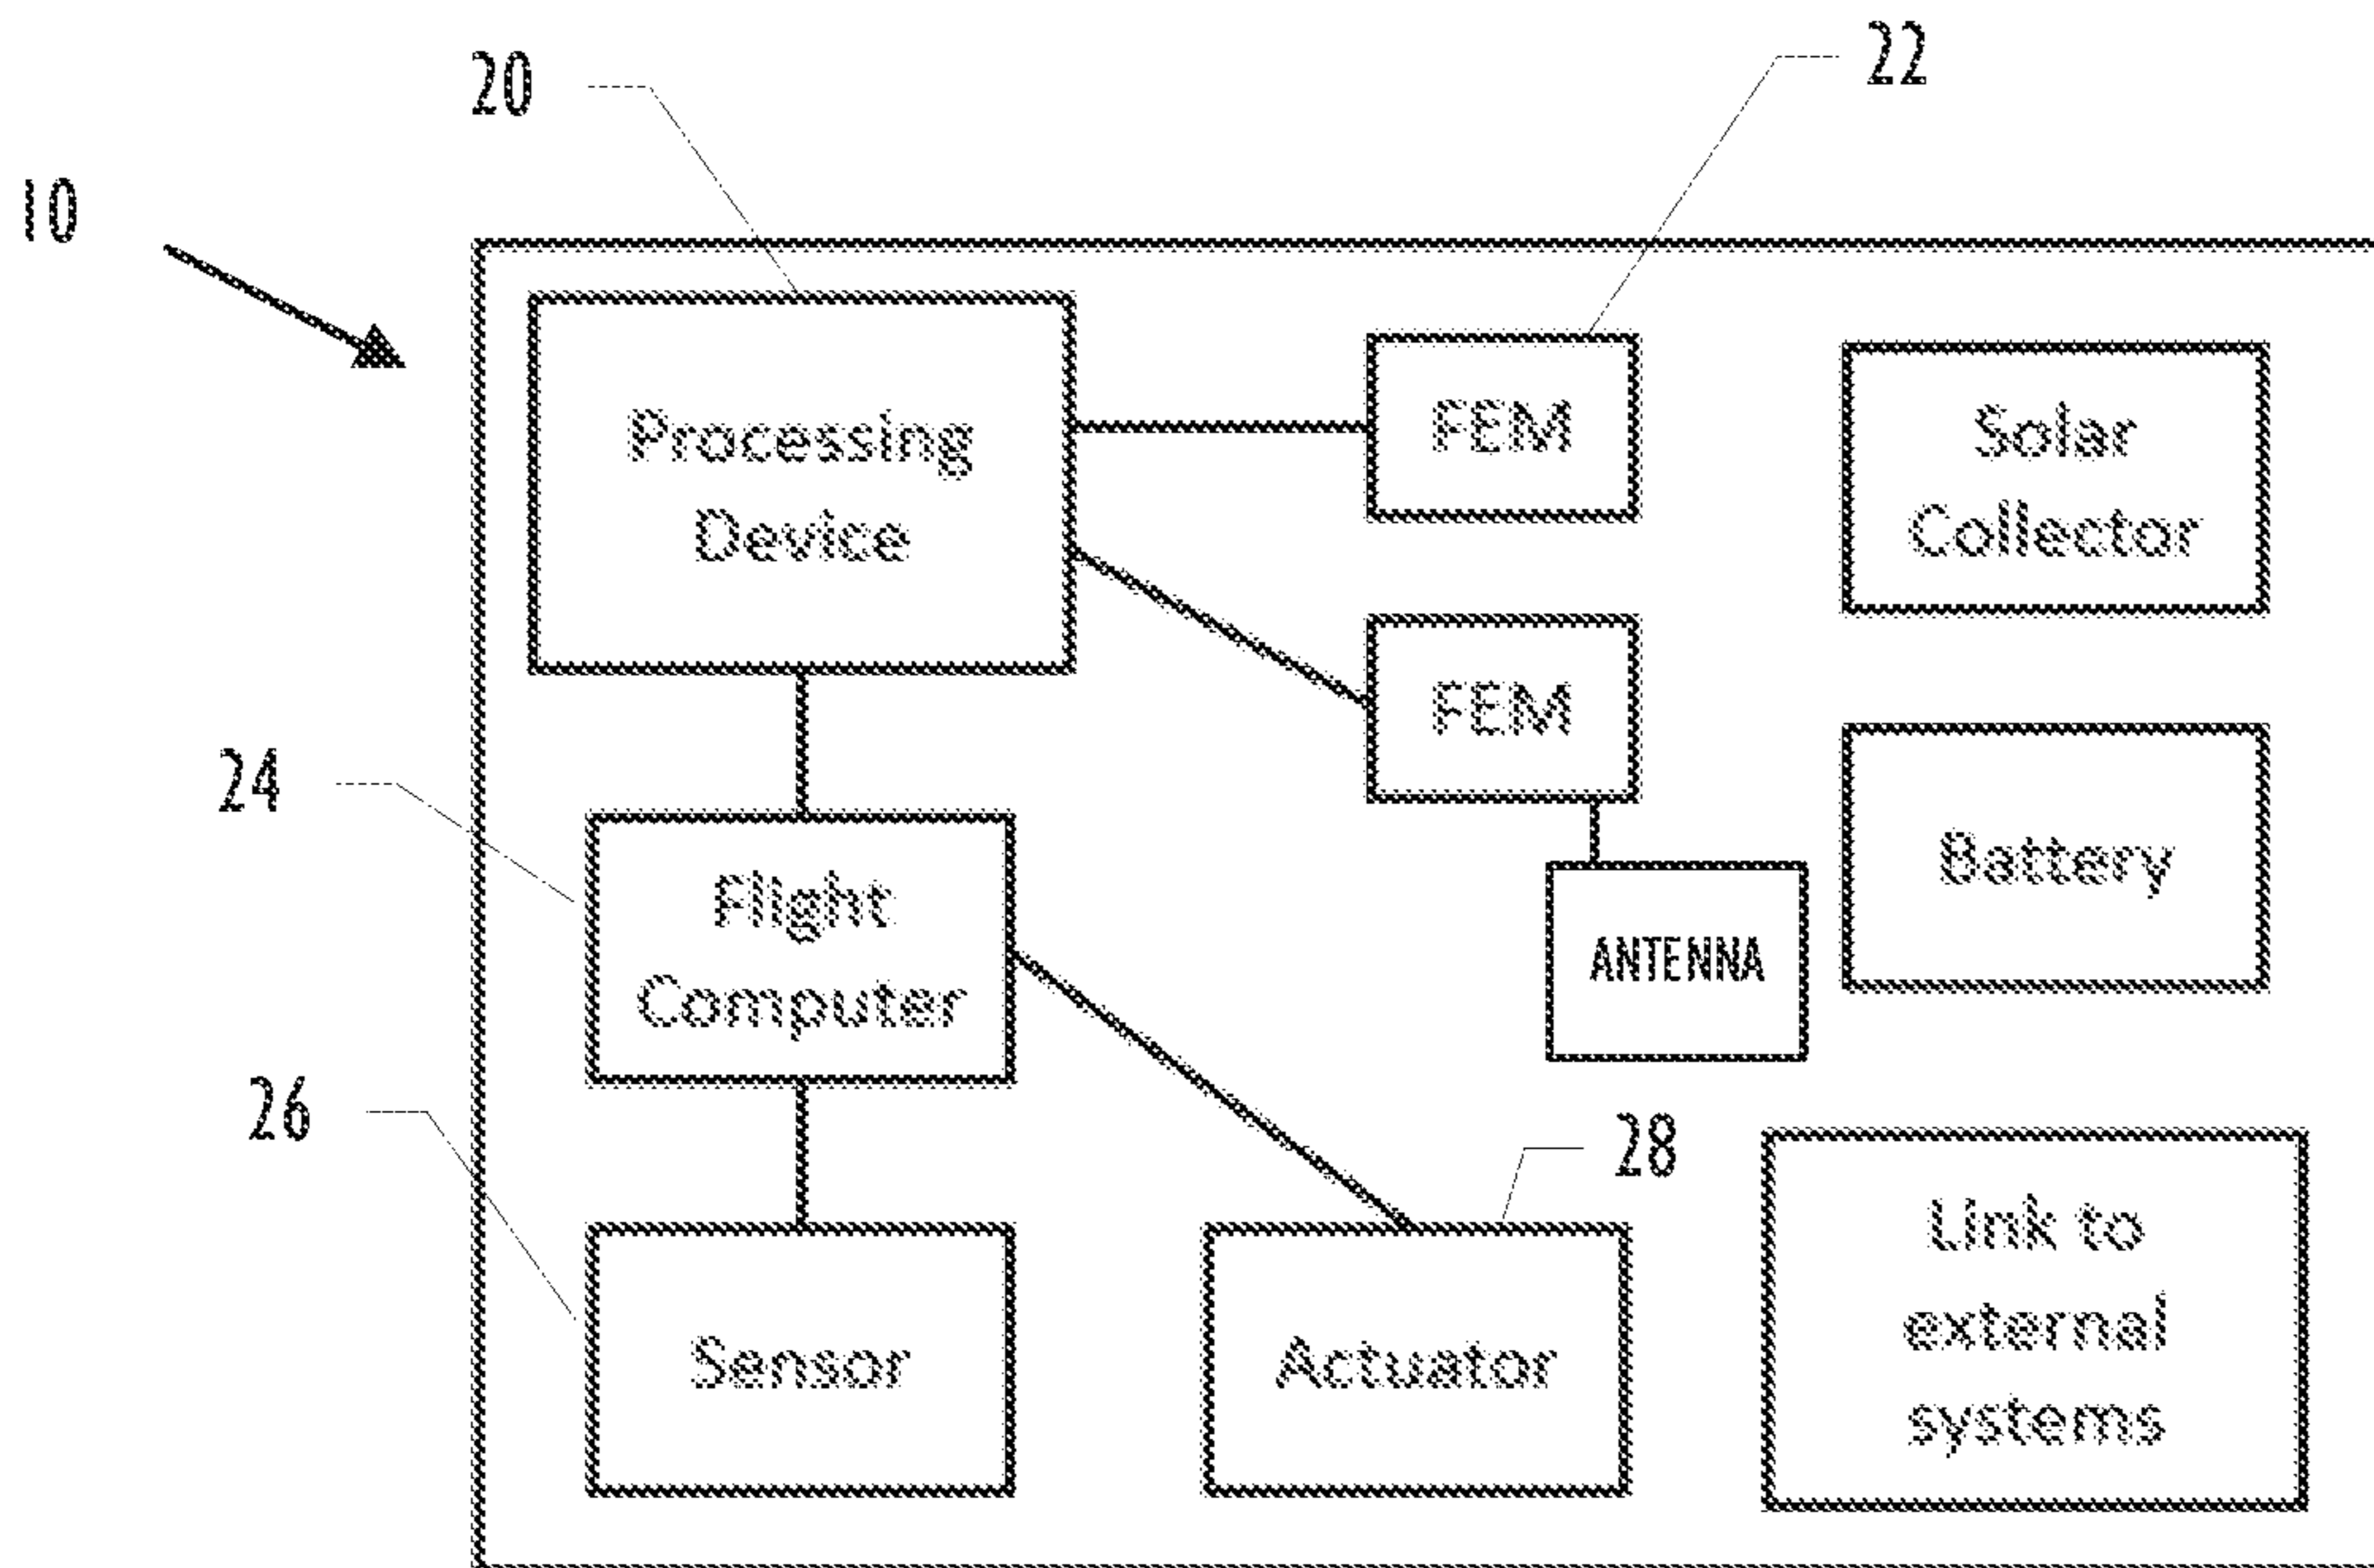 22
20
10
Processing
Device
FEM
Solar
Collector
FEM
24
Flight
Computer
Battery
ANTENNA
26
28
Sensor
Actuator
Link to
external
systems